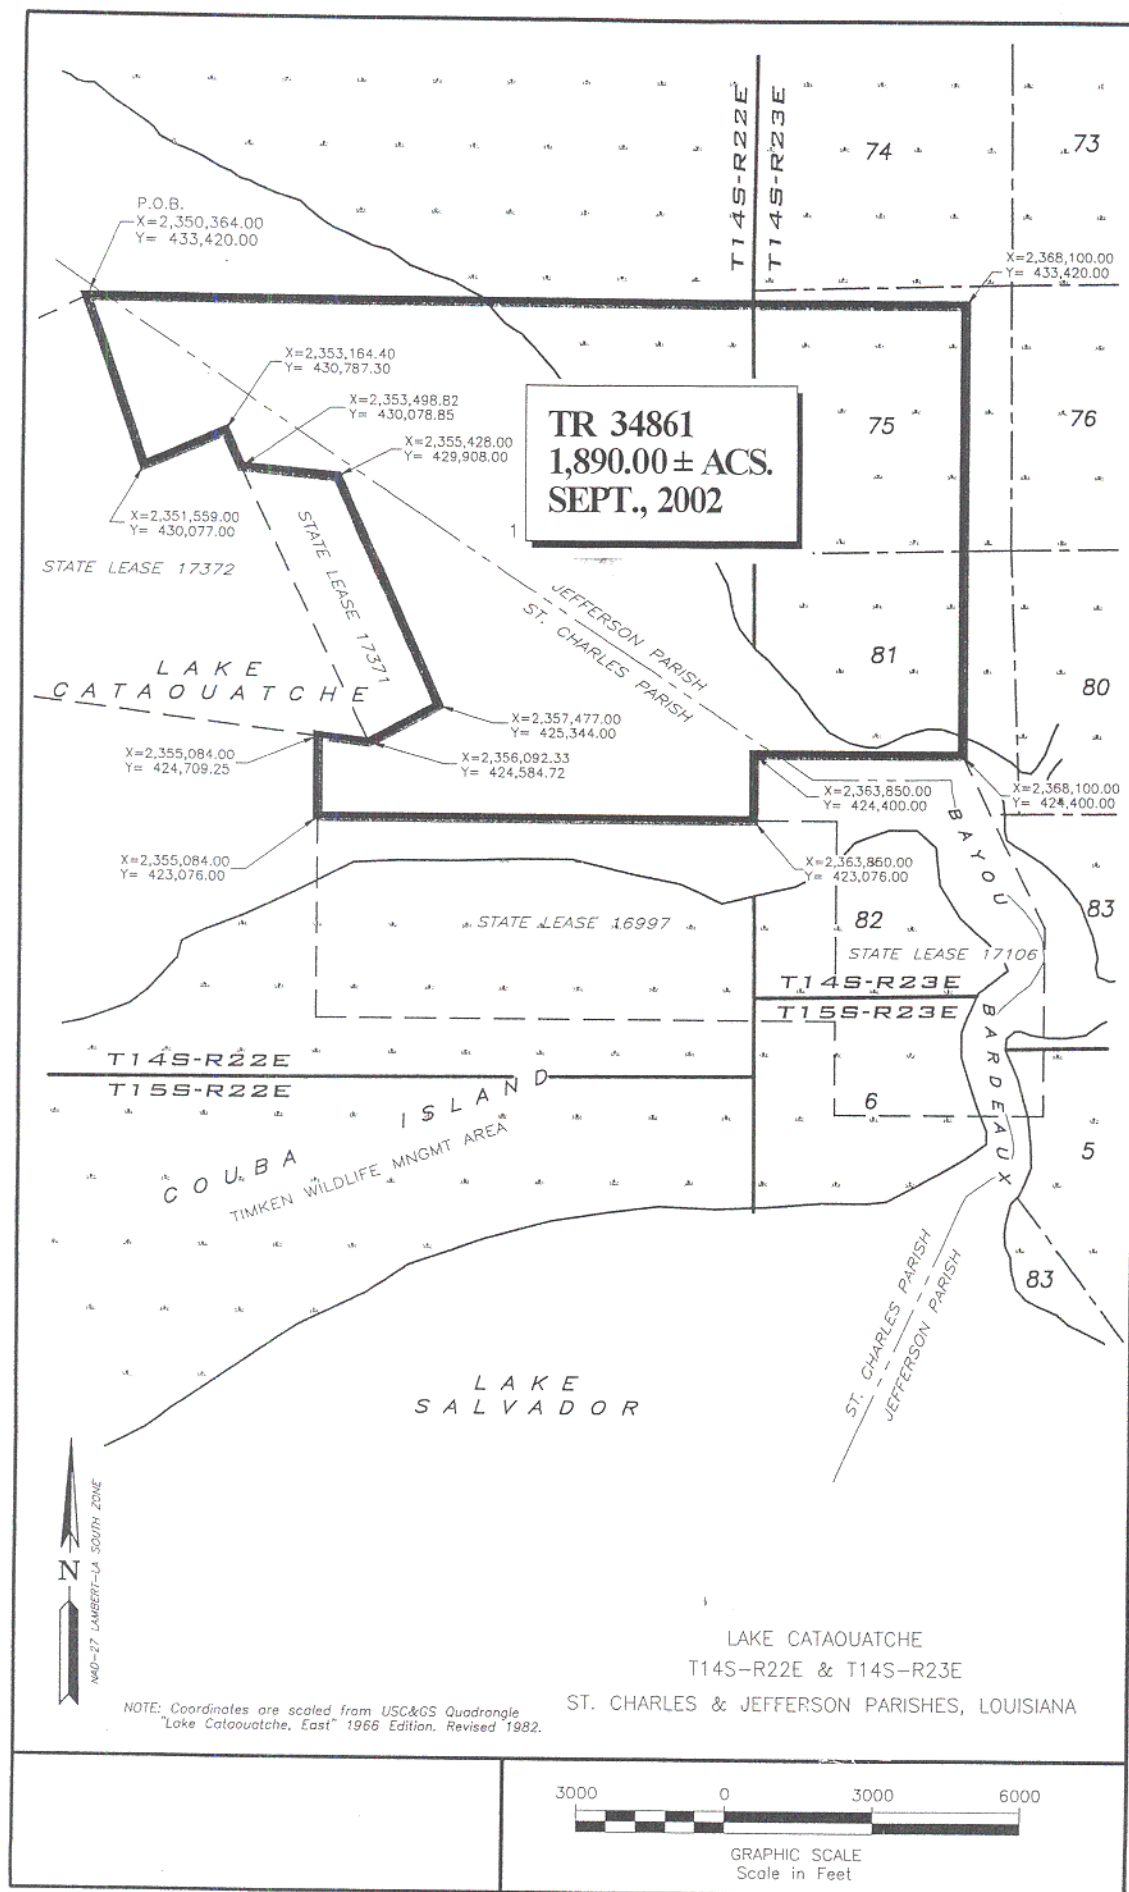 T14S-R22E
T14S-R23E
74
73
P.O.B.
X=2,350,364.00
Y= 433,420.00
X=2,368,100.00
Y= 433,420.00
X=2,353,164.40
Y= 430,787.30
X=2,353,498.82
Y= 430,078.85
X=2,355,428.00
Y= 429,908.00
TR 34861
1,890.00 ± ACS.
SEPT., 2002
75
76
X=2,351,559.00
Y= 430,077.00
1
STATE LEASE 17372
STATE LEASE 17371
JEFFERSON PARISH
ST. CHARLES PARISH
81
80
LAKE
CATAOUATCHE
X=2,357,477.00
Y= 425,344.00
X=2,355,084.00
Y= 424,709.25
X=2,356,092.33
Y= 424,584.72
X=2,363,850.00
Y= 424,400.00
X=2,368,100.00
Y= 424,400.00
X=2,355,084.00
Y= 423,076.00
X=2,363,850.00
Y= 423,076.00
BAYOU
BARDEAUX
83
STATE LEASE 16997
82
STATE LEASE 17106
T14S-R23E
T15S-R23E
T14S-R22E
T15S-R22E
COUBA ISLAND
TIMKEN WILDLIFE MNGMT AREA
6
5
83
ST. CHARLES PARISH
JEFFERSON PARISH
LAKE
SALVADOR
N
NAD-27 LAMBERT-LA SOUTH ZONE
LAKE CATAOUATCHE
T14S-R22E & T14S-R23E
ST. CHARLES & JEFFERSON PARISHES, LOUISIANA
NOTE: Coordinates are scaled from USC&GS Quadrangle
"Lake Cataouatche, East" 1966 Edition. Revised 1982.
3000 0 3000 6000
GRAPHIC SCALE
Scale in Feet